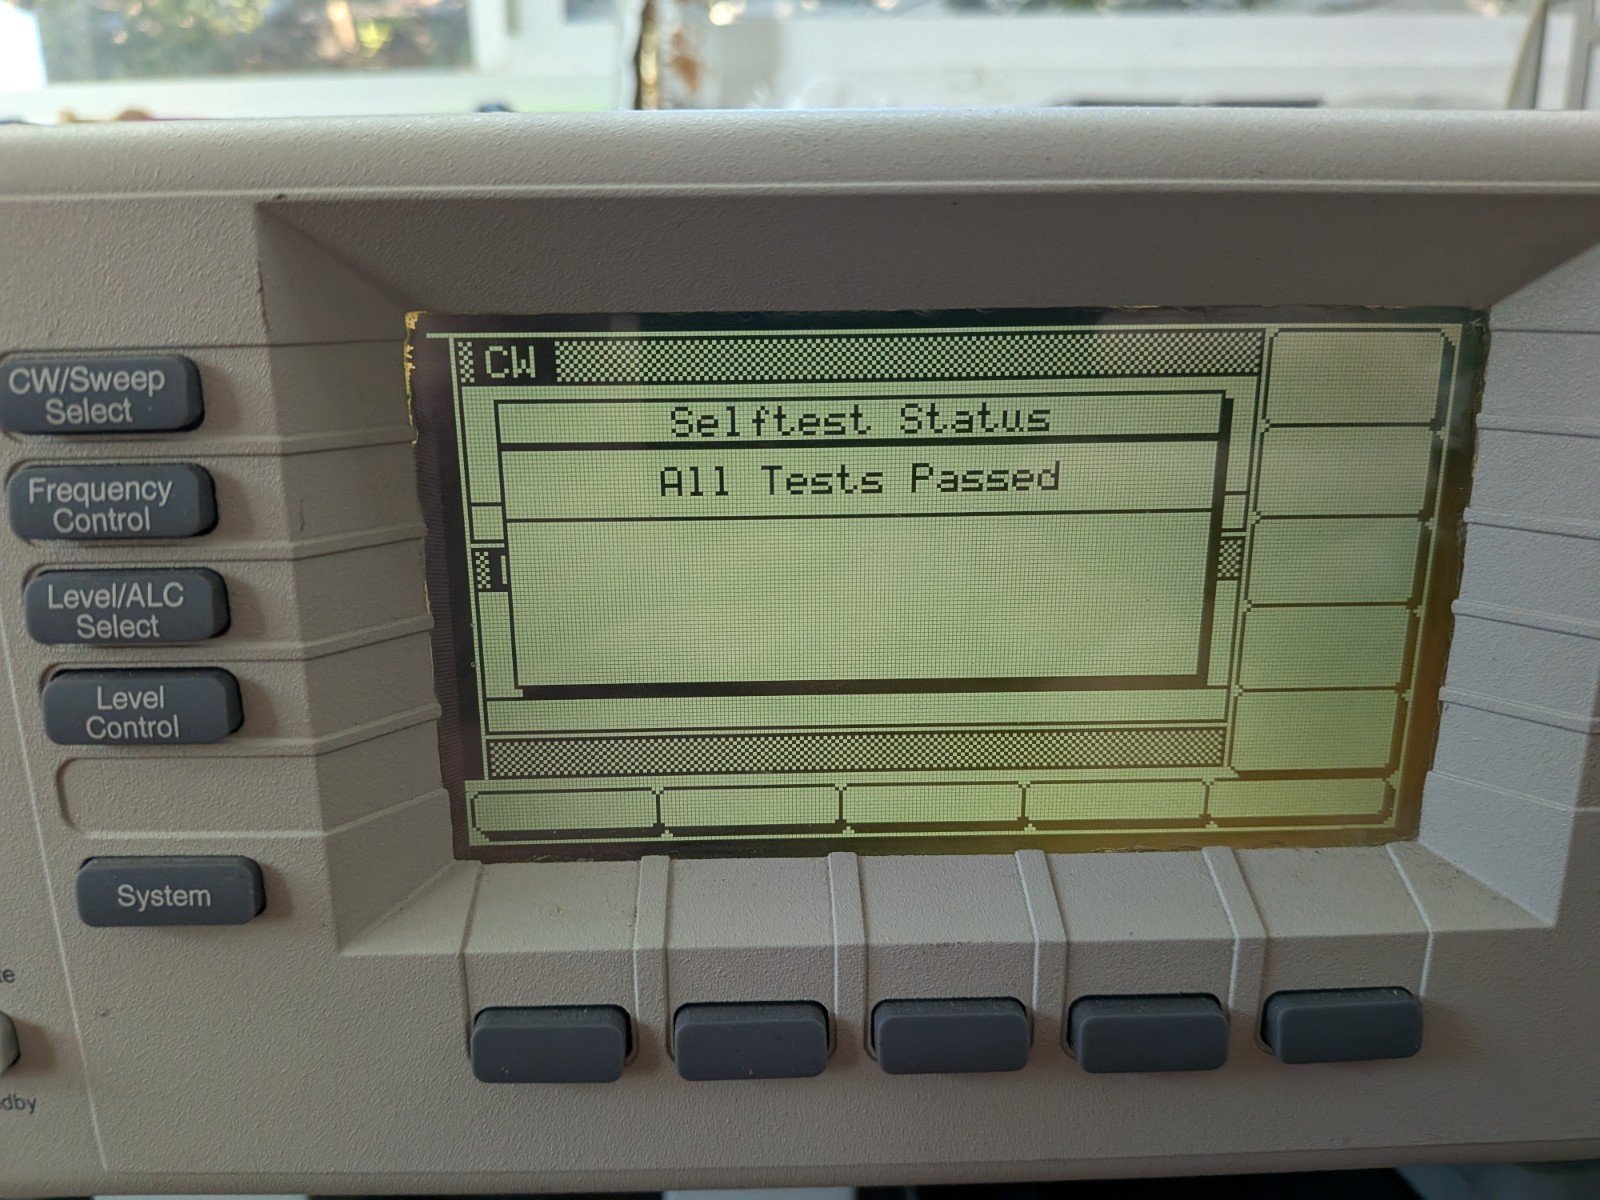 CW
Selftest Status
All Tests Passed
CW/Sweep
Select
Frequency
Control
Level/ALC
Select
Level
Control
System